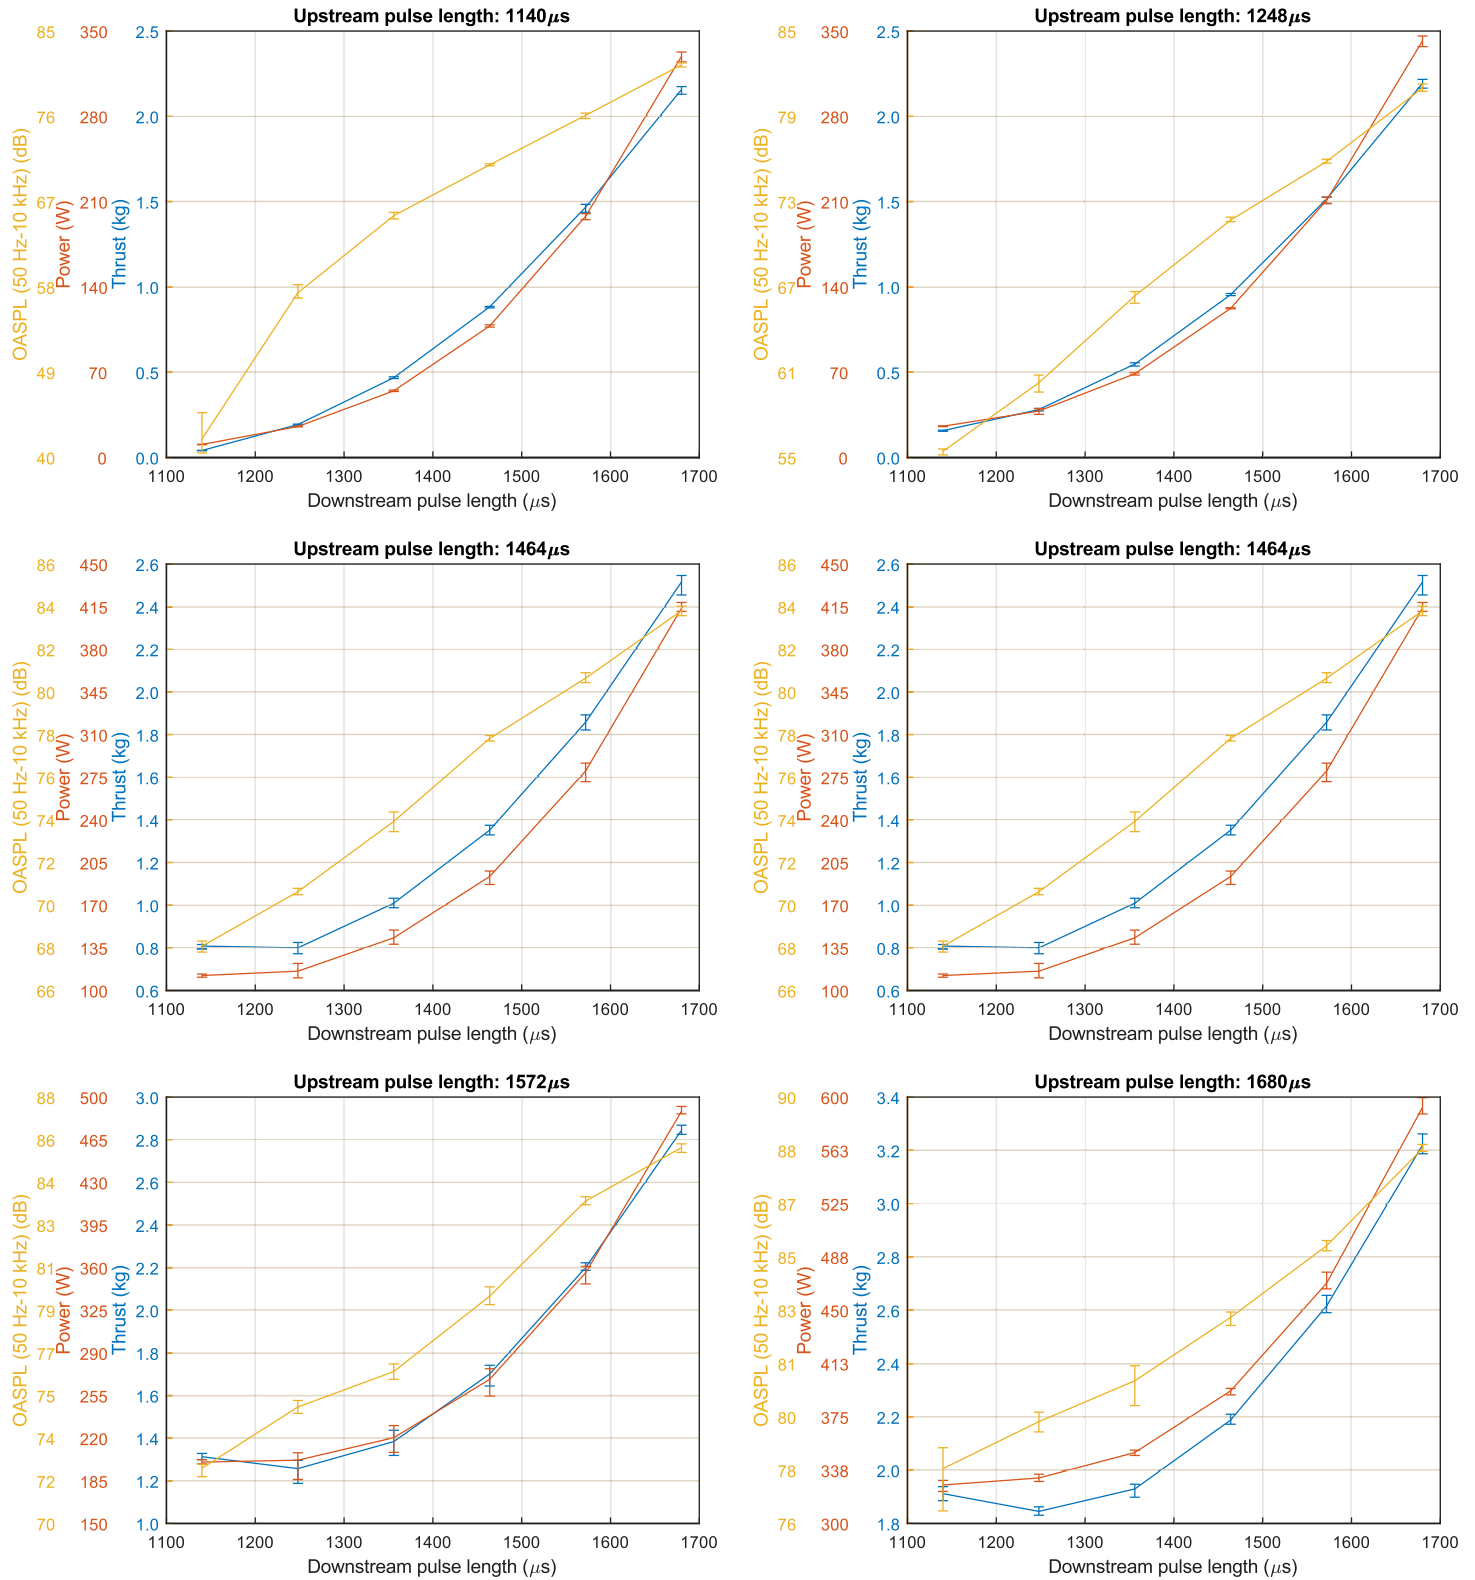 Upstream pulse length: 1140μs
85 350 2.5
76 280 2.0
67 210 1.5
58 140 1.0
49 70 0.5
40 0 0.0
OASPL (50 Hz-10 kHz) (dB)
Power (W)
Thrust (kg)
1100 1200 1300 1400 1500 1600 1700
Downstream pulse length (μs)
Upstream pulse length: 1248μs
85 350 2.5
79 280 2.0
73 210 1.5
67 140 1.0
61 70 0.5
55 0 0.0
OASPL (50 Hz-10 kHz) (dB)
Power (W)
Thrust (kg)
1100 1200 1300 1400 1500 1600 1700
Downstream pulse length (μs)
Upstream pulse length: 1464μs
86 450 2.6
84 415 2.4
82 380 2.2
80 345 2.0
78 310 1.8
76 275 1.6
74 240 1.4
72 205 1.2
70 170 1.0
68 135 0.8
66 100 0.6
OASPL (50 Hz-10 kHz) (dB)
Power (W)
Thrust (kg)
1100 1200 1300 1400 1500 1600 1700
Downstream pulse length (μs)
Upstream pulse length: 1464μs
86 450 2.6
84 415 2.4
82 380 2.2
80 345 2.0
78 310 1.8
76 275 1.6
74 240 1.4
72 205 1.2
70 170 1.0
68 135 0.8
66 100 0.6
OASPL (50 Hz-10 kHz) (dB)
Power (W)
Thrust (kg)
1100 1200 1300 1400 1500 1600 1700
Downstream pulse length (μs)
Upstream pulse length: 1572μs
88 500 3.0
86 465 2.8
84 430 2.6
83 395 2.4
81 360 2.2
79 325 2.0
77 290 1.8
75 255 1.6
74 220 1.4
72 185 1.2
70 150 1.0
OASPL (50 Hz-10 kHz) (dB)
Power (W)
Thrust (kg)
1100 1200 1300 1400 1500 1600 1700
Downstream pulse length (μs)
Upstream pulse length: 1680μs
90 600 3.4
88 563 3.2
87 525 3.0
85 488 2.8
83 450 2.6
81 413 2.4
80 375 2.2
78 338 2.0
76 300 1.8
OASPL (50 Hz-10 kHz) (dB)
Power (W)
Thrust (kg)
1100 1200 1300 1400 1500 1600 1700
Downstream pulse length (μs)